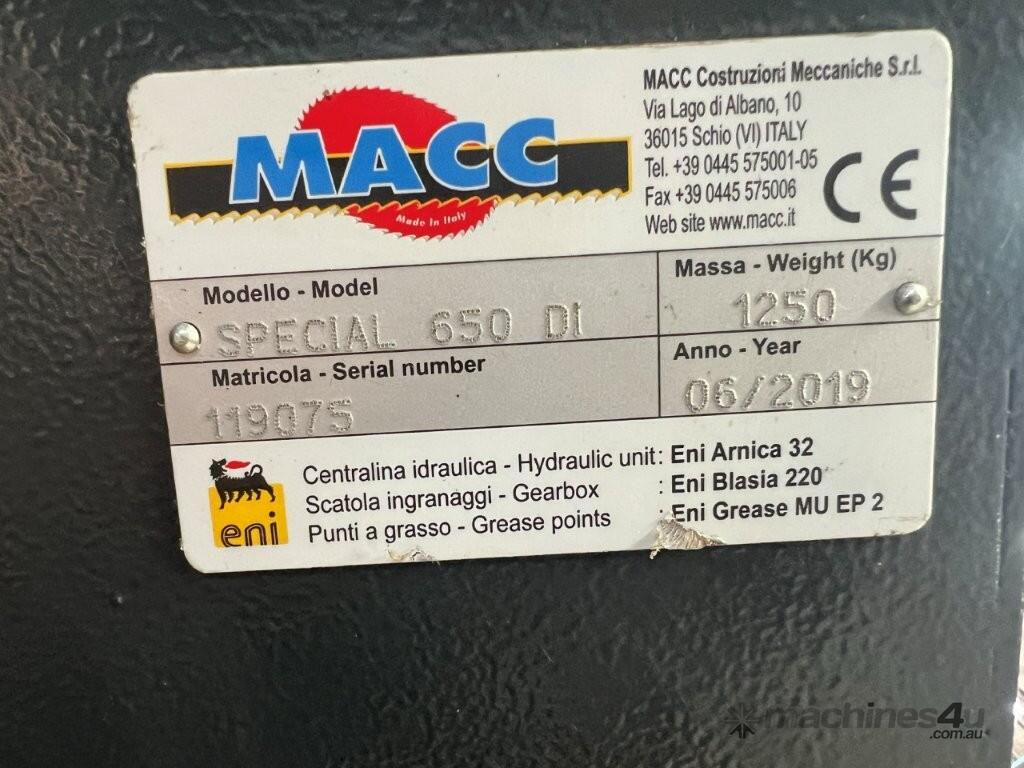 MACC
Made in Italy
MACC Costruzioni Meccaniche S.r.l.
Via Lago di Albano, 10
36015 Schio (VI) ITALY
Tel. +39 0445 575001-05
Fax +39 0445 575006
Web site www.macc.it
CE
Modello - Model
SPECIAL 650 DI
Massa - Weight (Kg)
1250
Matricola - Serial number
119075
Anno - Year
06/2019
eni
Centralina idraulica - Hydraulic unit: Eni Arnica 32
Scatola ingranaggi - Gearbox : Eni Blasia 220
Punti a grasso - Grease points : Eni Grease MU EP 2
machines4u
.com.au